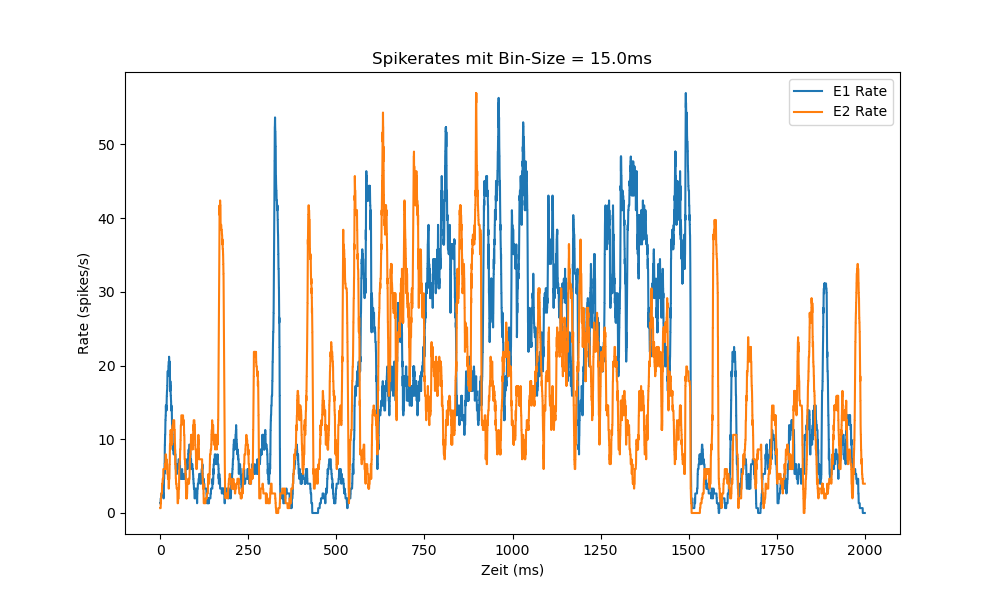 Spikerates mit Bin-Size = 15.0ms
E1 Rate
E2 Rate
Rate (spikes/s)
50
40
30
20
10
0
0 250 500 750 1000 1250 1500 1750 2000
Zeit (ms)